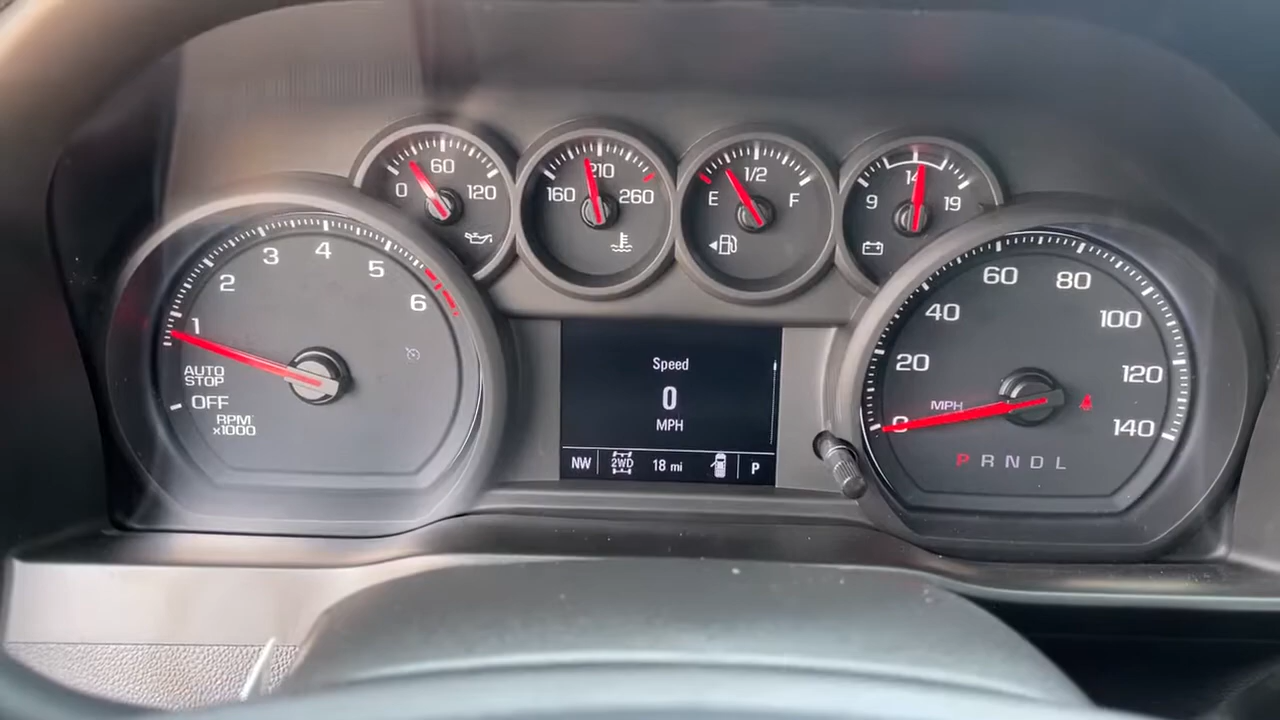 0 60 120
160 210 260
E 1/2 F
9 14 19
1 2 3 4 5 6
AUTO
STOP
OFF
RPM
x1000
Speed
0
MPH
NW 2WD 18 mi P
0 20 40 60 80 100 120 140
MPH
P R N D L